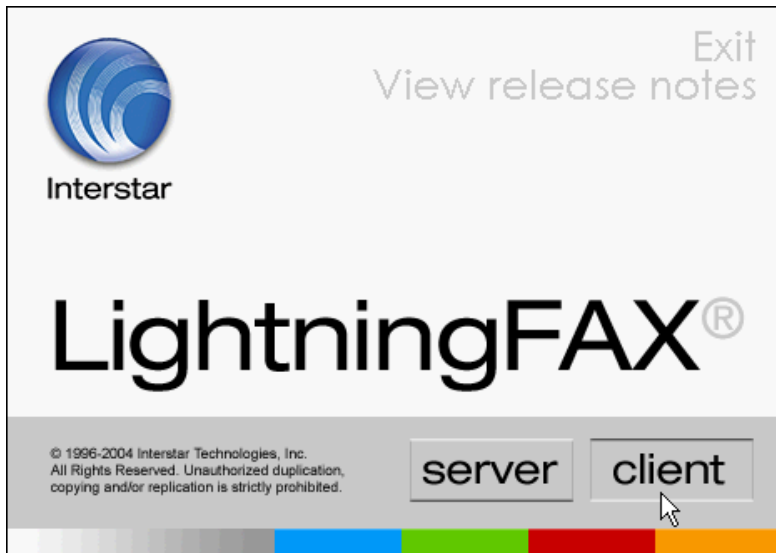 Exit
View release notes
Interstar
LightningFAX®
© 1996-2004 Interstar Technologies, Inc.
All Rights Reserved. Unauthorized duplication,
copying and/or replication is strictly prohibited.
server
client